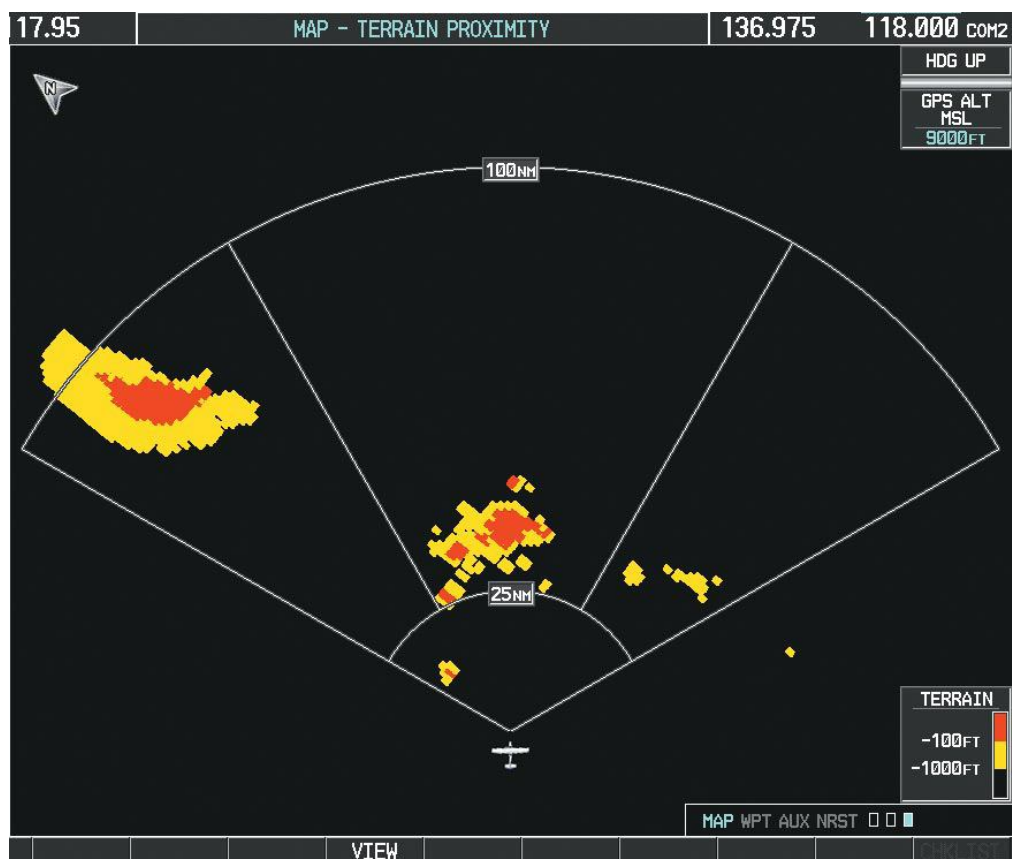 17.95 MAP - TERRAIN PROXIMITY 136.975 118.000 COM2
HDG UP
N
GPS ALT
MSL
9000FT
100NM
25NM
TERRAIN
-100FT
-1000FT
MAP WPT AUX NRST
VIEW CHKLIST